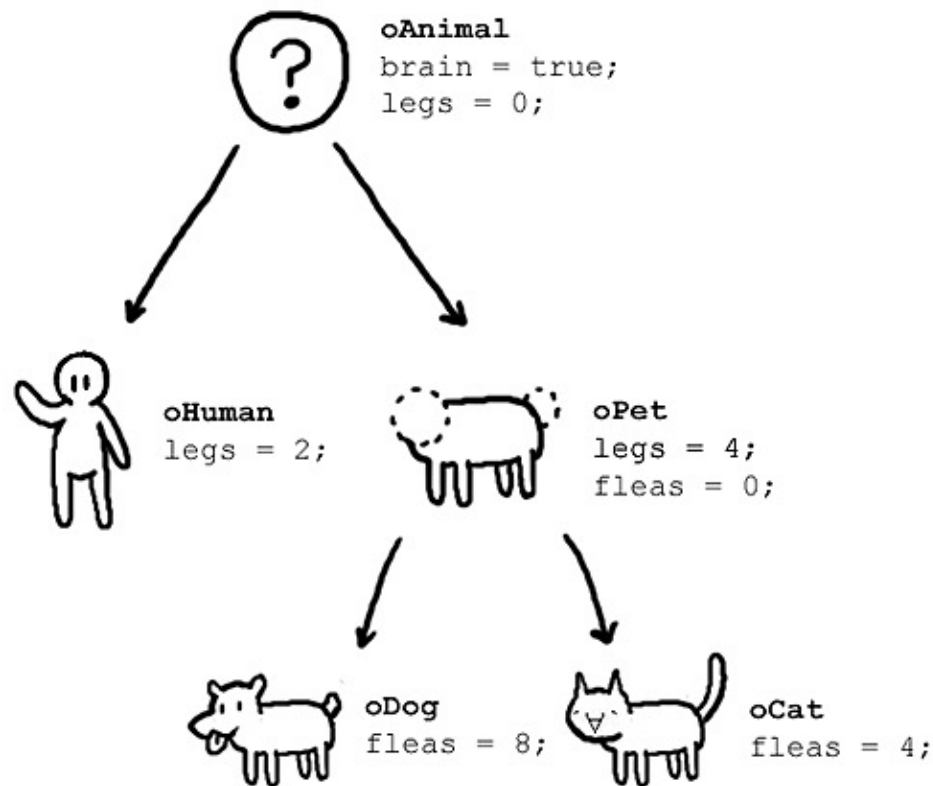 ?
oAnimal
brain = true;
legs = 0;
oHuman
legs = 2;
oPet
legs = 4;
fleas = 0;
oDog
fleas = 8;
oCat
fleas = 4;